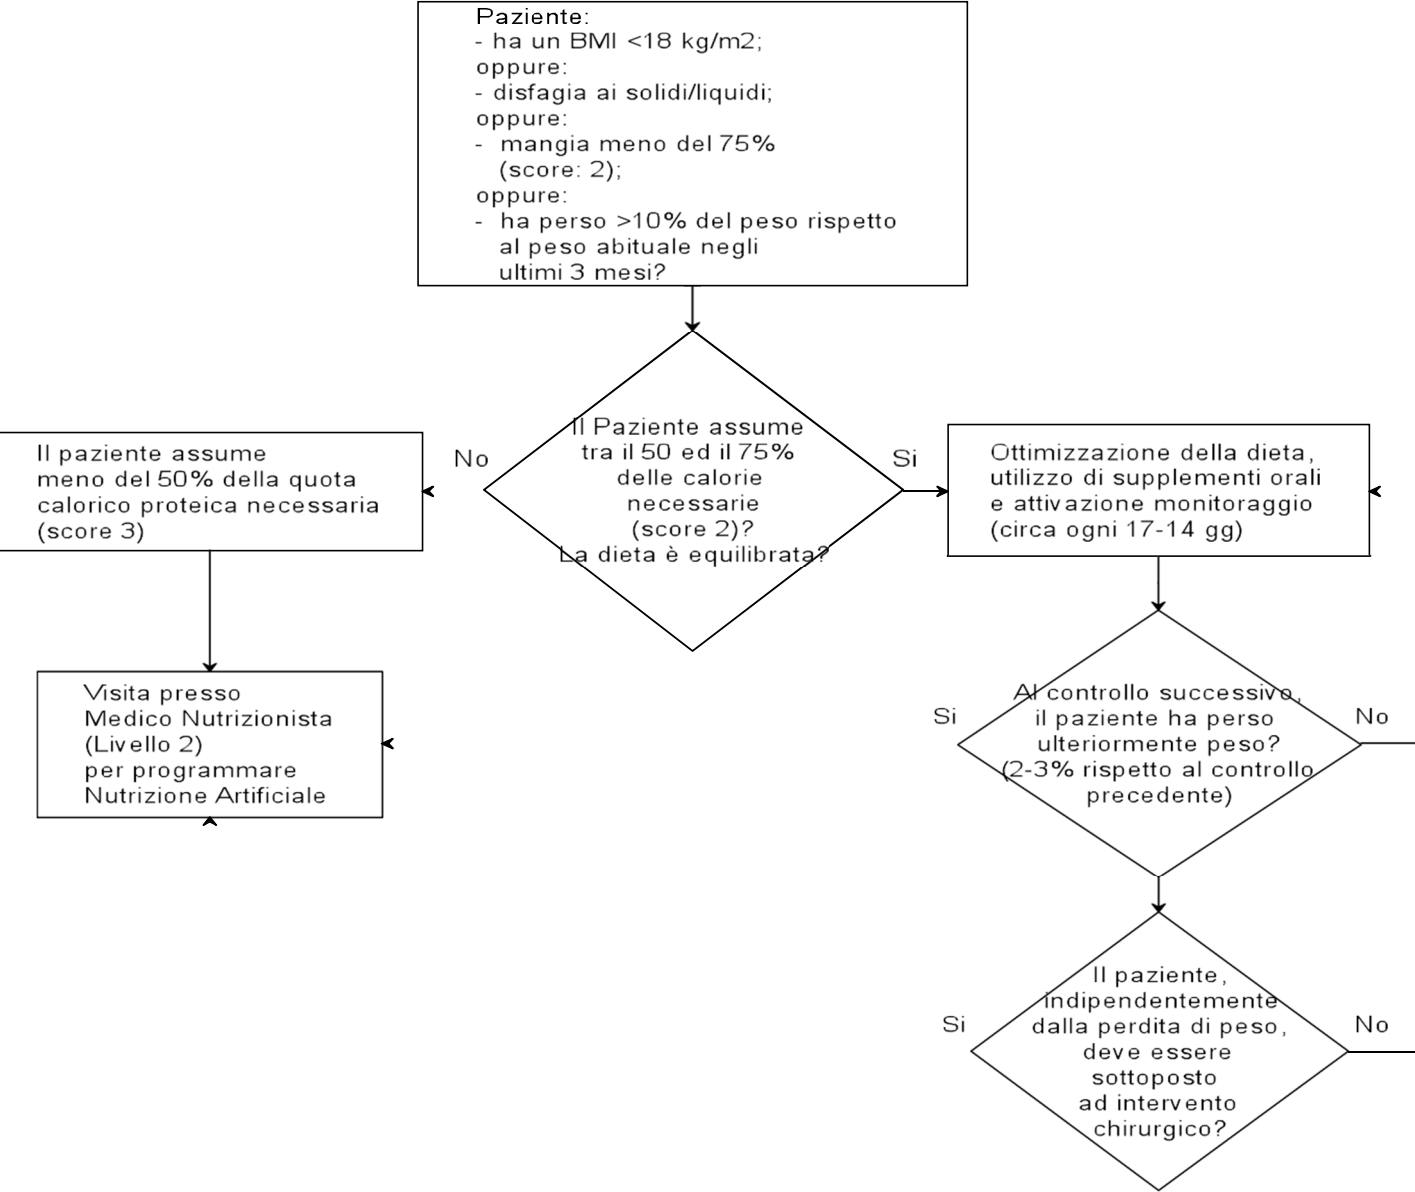 Paziente:
- ha un BMI <18 kg/m2;
oppure:
- disfagia ai solidi/liquidi;
oppure:
- mangia meno del 75%
(score: 2);
oppure:
- ha perso >10% del peso rispetto
al peso abituale negli
ultimi 3 mesi?
No
Il Paziente assume
tra il 50 ed il 75%
delle calorie
necessarie
(score 2)?
La dieta è equilibrata?
Si
Il paziente assume
meno del 50% della quota
calorico proteica necessaria
(score 3)
Ottimizzazione della dieta,
utilizzo di supplementi orali
e attivazione monitoraggio
(circa ogni 17-14 gg)
Visita presso
Medico Nutrizionista
(Livello 2)
per programmare
Nutrizione Artificiale
Si
Al controllo successivo,
il paziente ha perso
ulteriormente peso?
(2-3% rispetto al controllo
precedente)
No
Si
Il paziente,
indipendentemente
dalla perdita di peso,
deve essere
sottoposto
ad intervento
chirurgico?
No